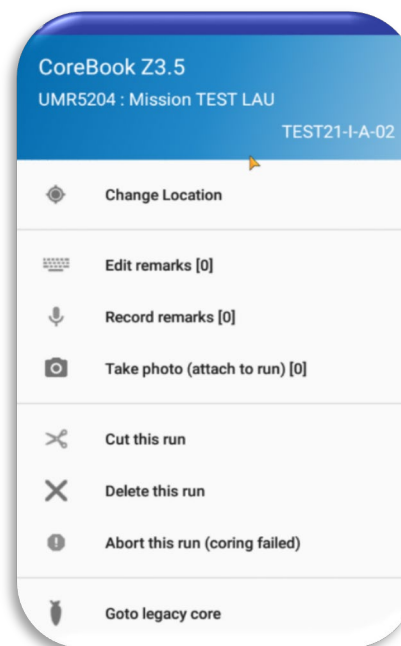 CoreBook Z3.5
UMR5204 : Mission TEST LAU
TEST21-I-A-02
Change Location
Edit remarks [0]
Record remarks [0]
Take photo (attach to run) [0]
Cut this run
Delete this run
Abort this run (coring failed)
Goto legacy core